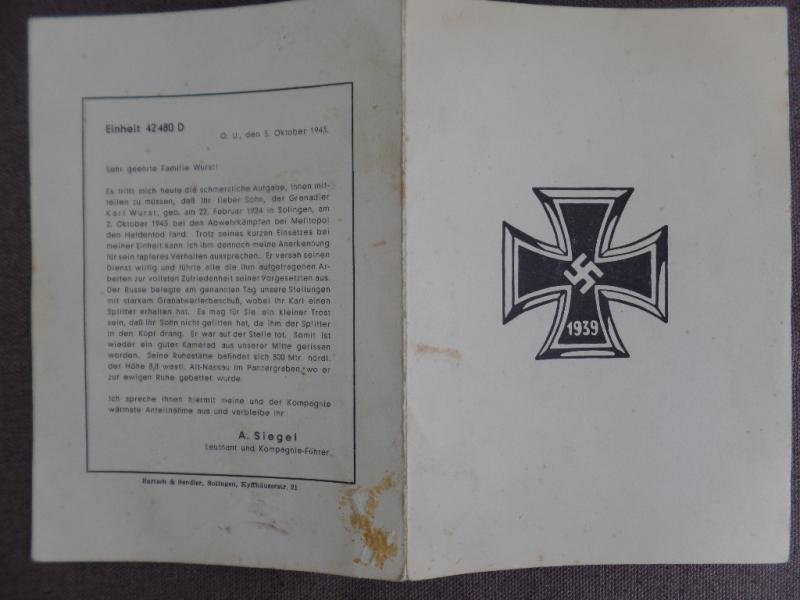 Einheit 42480 D
O. U., den 5. Oktober 1943.
Sehr geehrte Familie Wurst!
Es trifft mich heute die schmerzliche Aufgabe, Ihnen mit-
teilen zu müssen, daß Ihr lieber Sohn, der Grenadier
Karl Wurst, geb. am 22. Februar 1924 in Solingen, am
2. Oktober 1943 bei den Abwehrkämpfen bei Melitopol
den Heldentod fand. Trotz seines kurzen Einsatzes bei
meiner Einheit kann ich ihm dennoch meine Anerkennung
für sein tapferes Verhalten aussprechen. Er versah seinen
Dienst willig und führte alle die ihm aufgetragenen Ar-
beiten zur vollsten Zufriedenheit seiner Vorgesetzten aus.
Der Russe belegte am genannten Tag unsere Stellungen
mit starkem Granatwerferbeschuß, wobei Ihr Karl einen
Splitter erhalten hat. Es mag für Sie ein kleiner Trost
sein, daß Ihr Sohn nicht gelitten hat, da ihm der Splitter
in den Kopf drang. Er war auf der Stelle tot. Somit ist
wieder ein guter Kamerad aus unserer Mitte gerissen
worden. Seine Ruhestätte befindet sich 800 Mtr. nördl.
der Höhe 8,8 westl. Alt-Nassau im Panzergraben, wo er
zur ewigen Ruhe gebettet wurde.
Ich spreche Ihnen hiermit meine und der Kompagnie
wärmste Anteilnahme aus und verbleibe Ihr
A. Siegel
Leutnant und Kompagnie-Führer.
Bartsch & Sendler, Solingen, Kyffhäuserstr. 21
1939